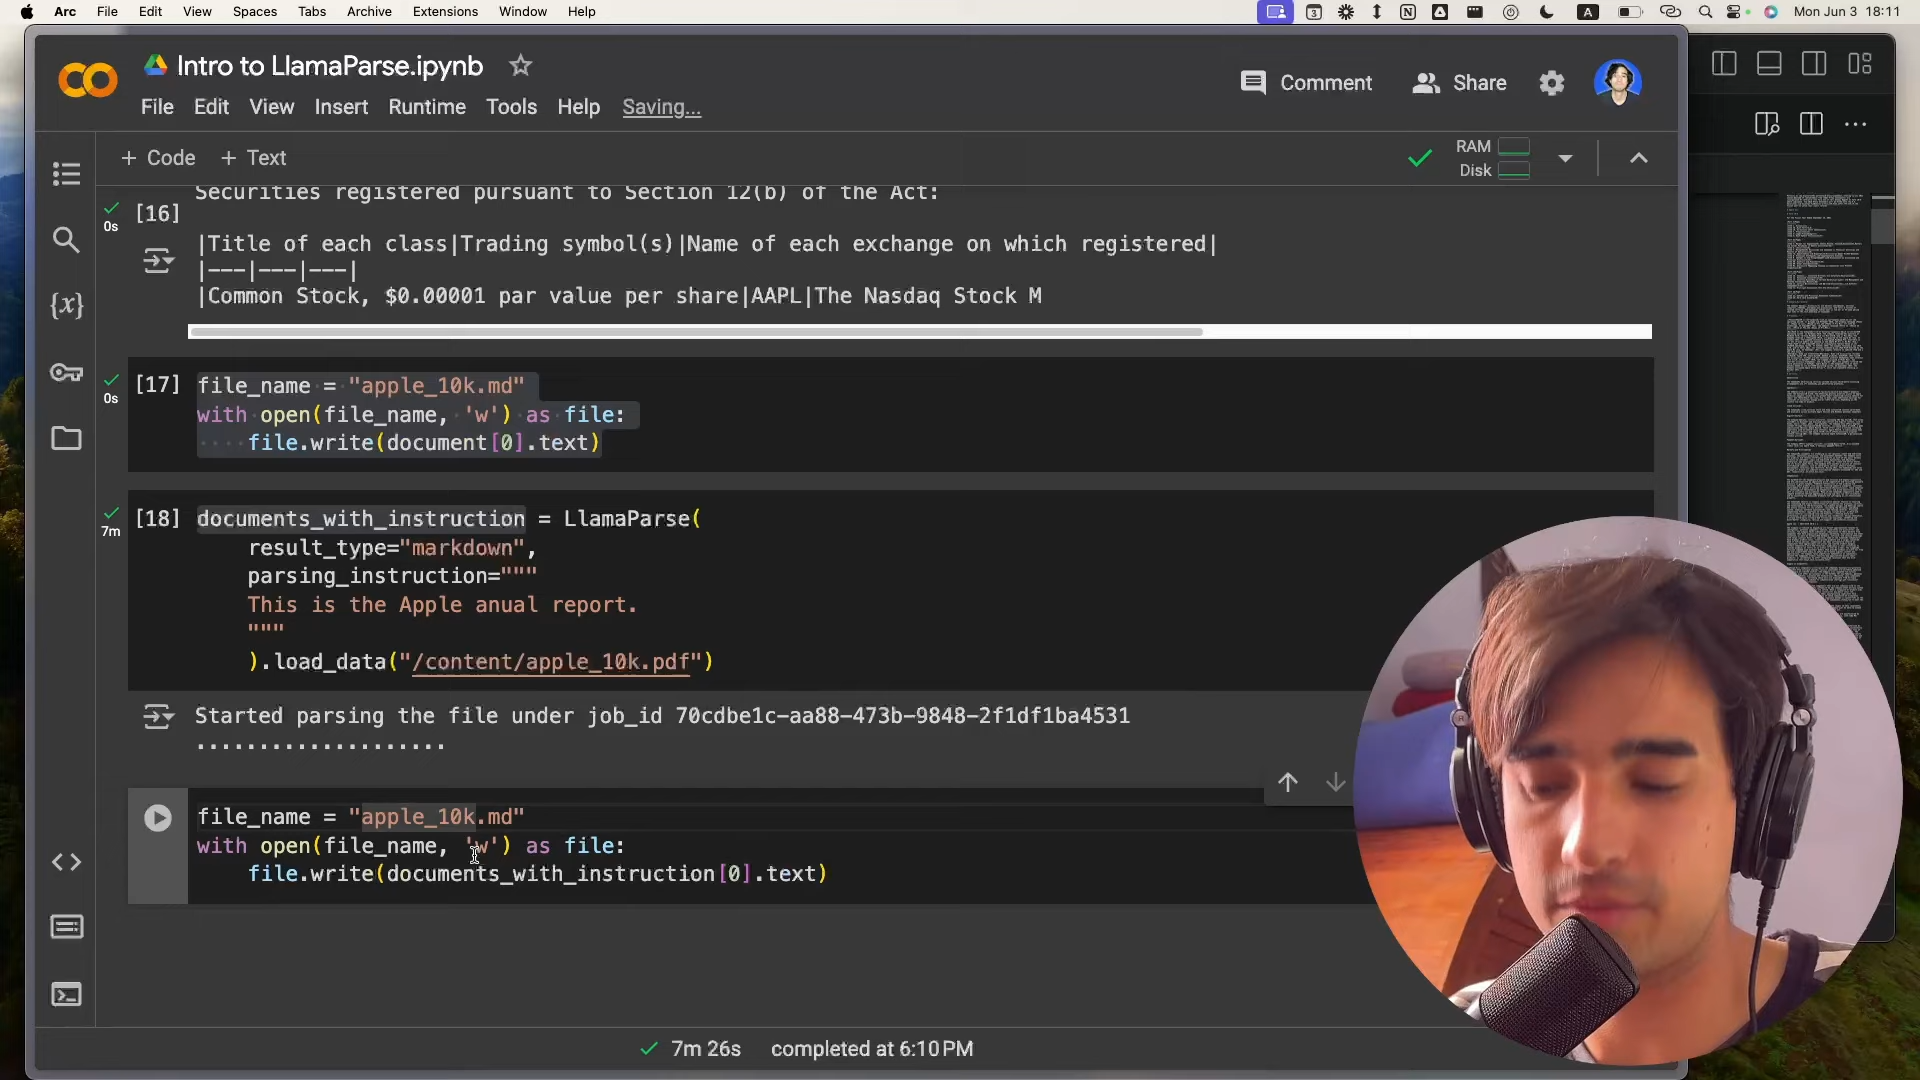 Arc File Edit View Spaces Tabs Archive Extensions Window Help
3 A Mon Jun 3 18:11
Intro to LlamaParse.ipynb
Comment Share
File Edit View Insert Runtime Tools Help Saving...
+ Code + Text
RAM
Disk
Securities registered pursuant to Section 12(b) of the Act:
[16]
0s
|Title of each class|Trading symbol(s)|Name of each exchange on which registered|
|---|---|---|
|Common Stock, $0.00001 par value per share|AAPL|The Nasdaq Stock M
[17] file_name = "apple_10k.md"
0s
with open(file_name, 'w') as file:
file.write(document[0].text)
[18] documents_with_instruction = LlamaParse(
7m
result_type="markdown",
parsing_instruction="""
This is the Apple anual report.
"""
).load_data("/content/apple_10k.pdf")
Started parsing the file under job_id 70cdbe1c-aa88-473b-9848-2f1df1ba4531
....................
file_name = "apple_10k.md"
with open(file_name, 'w') as file:
file.write(documents_with_instruction[0].text)
7m 26s completed at 6:10 PM